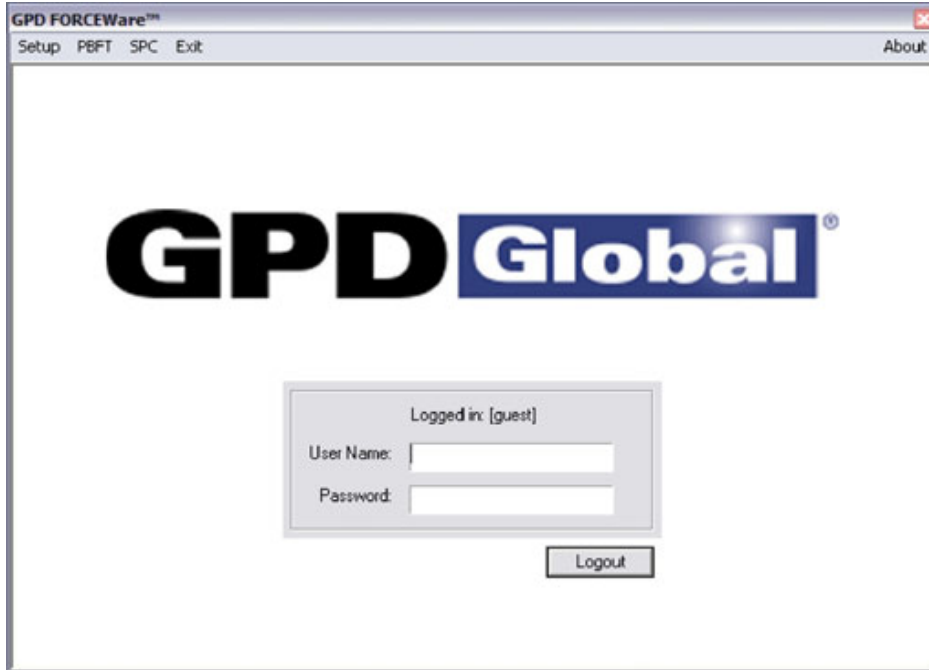 GPD FORCEWare™
Setup PBFT SPC Exit About
GPD Global®
Logged in: [guest]
User Name:
Password:
Logout